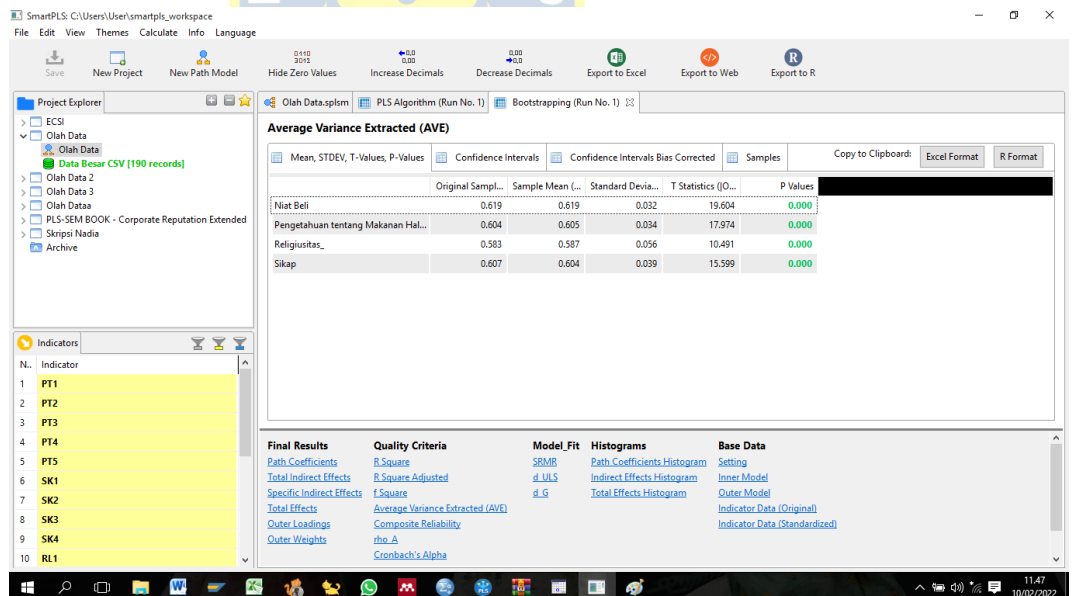 SmartPLS: C:\Users\User\smartpls_workspace
File Edit View Themes Calculate Info Language
Save New Project New Path Model Hide Zero Values Increase Decimals Decrease Decimals Export to Excel Export to Web Export to R
Project Explorer
ECSI
Olah Data
Olah Data
Data Besar CSV [190 records]
Olah Data 2
Olah Data 3
Olah Dataa
PLS-SEM BOOK - Corporate Reputation Extended
Skripsi Nadia
Archive
Indicators
N.. Indicator
1 PT1
2 PT2
3 PT3
4 PT4
5 PT5
6 SK1
7 SK2
8 SK3
9 SK4
10 RL1
Olah Data.splsm PLS Algorithm (Run No. 1) Bootstrapping (Run No. 1)
Average Variance Extracted (AVE)
Mean, STDEV, T-Values, P-Values Confidence Intervals Confidence Intervals Bias Corrected Samples Copy to Clipboard: Excel Format R Format
Original Sampl... Sample Mean (... Standard Devia... T Statistics (|O... P Values
Niat Beli 0.619 0.619 0.032 19.604 0.000
Pengetahuan tentang Makanan Hal... 0.604 0.605 0.034 17.974 0.000
Religiusitas_ 0.583 0.587 0.056 10.491 0.000
Sikap 0.607 0.604 0.039 15.599 0.000
Final Results Quality Criteria Model_Fit Histograms Base Data
Path Coefficients R Square SRMR Path Coefficients Histogram Setting
Total Indirect Effects R Square Adjusted d_ULS Indirect Effects Histogram Inner Model
Specific Indirect Effects f Square d_G Total Effects Histogram Outer Model
Total Effects Average Variance Extracted (AVE) Indicator Data (Original)
Outer Loadings Composite Reliability Indicator Data (Standardized)
Outer Weights rho_A
Cronbach's Alpha
11.47
10/02/2022